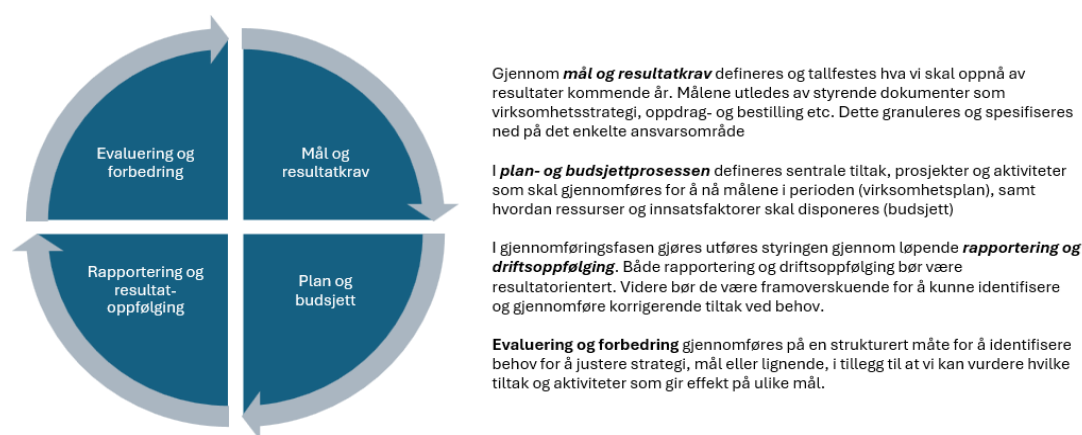 Evaluering og
forbedring
Mål og
resultatkrav
Rapportering og
resultat-
oppfølging
Plan og
budsjett
Gjennom mål og resultatkrav defineres og tallfestes hva vi skal oppnå av
resultater kommende år. Målene utledes av styrende dokumenter som
virksomhetsstrategi, oppdrag- og bestilling etc. Dette granuleres og spesifiseres
ned på det enkelte ansvarsområde
I plan- og budsjettprosessen defineres sentrale tiltak, prosjekter og aktiviteter
som skal gjennomføres for å nå målene i perioden (virksomhetsplan), samt
hvordan ressurser og innsatsfaktorer skal disponeres (budsjett)
I gjennomføringsfasen gjøres utføres styringen gjennom løpende rapportering og
driftsoppfølging. Både rapportering og driftsoppfølging bør være
resultatorientert. Videre bør de være framoverskuende for å kunne identifisere
og gjennomføre korrigerende tiltak ved behov.
Evaluering og forbedring gjennomføres på en strukturert måte for å identifisere
behov for å justere strategi, mål eller lignende, i tillegg til at vi kan vurdere hvilke
tiltak og aktiviteter som gir effekt på ulike mål.